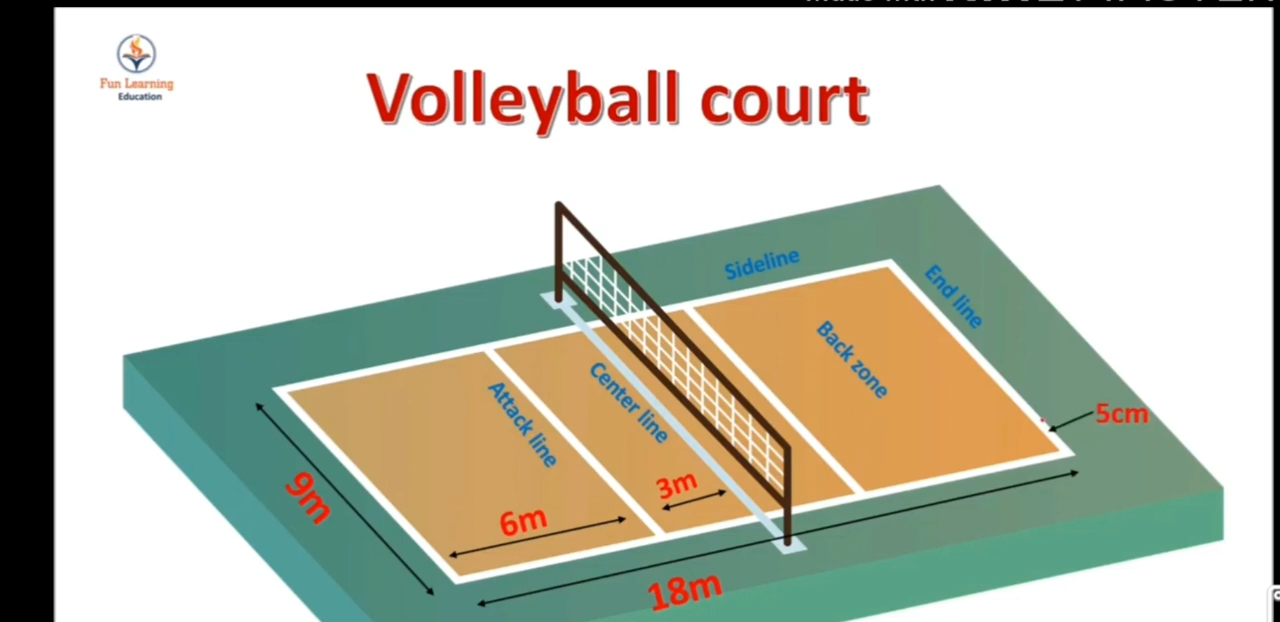 Fun Learning
Education
Volleyball court
Sideline
End line
Back zone
Center line
Attack line
5cm
3m
9m
6m
18m